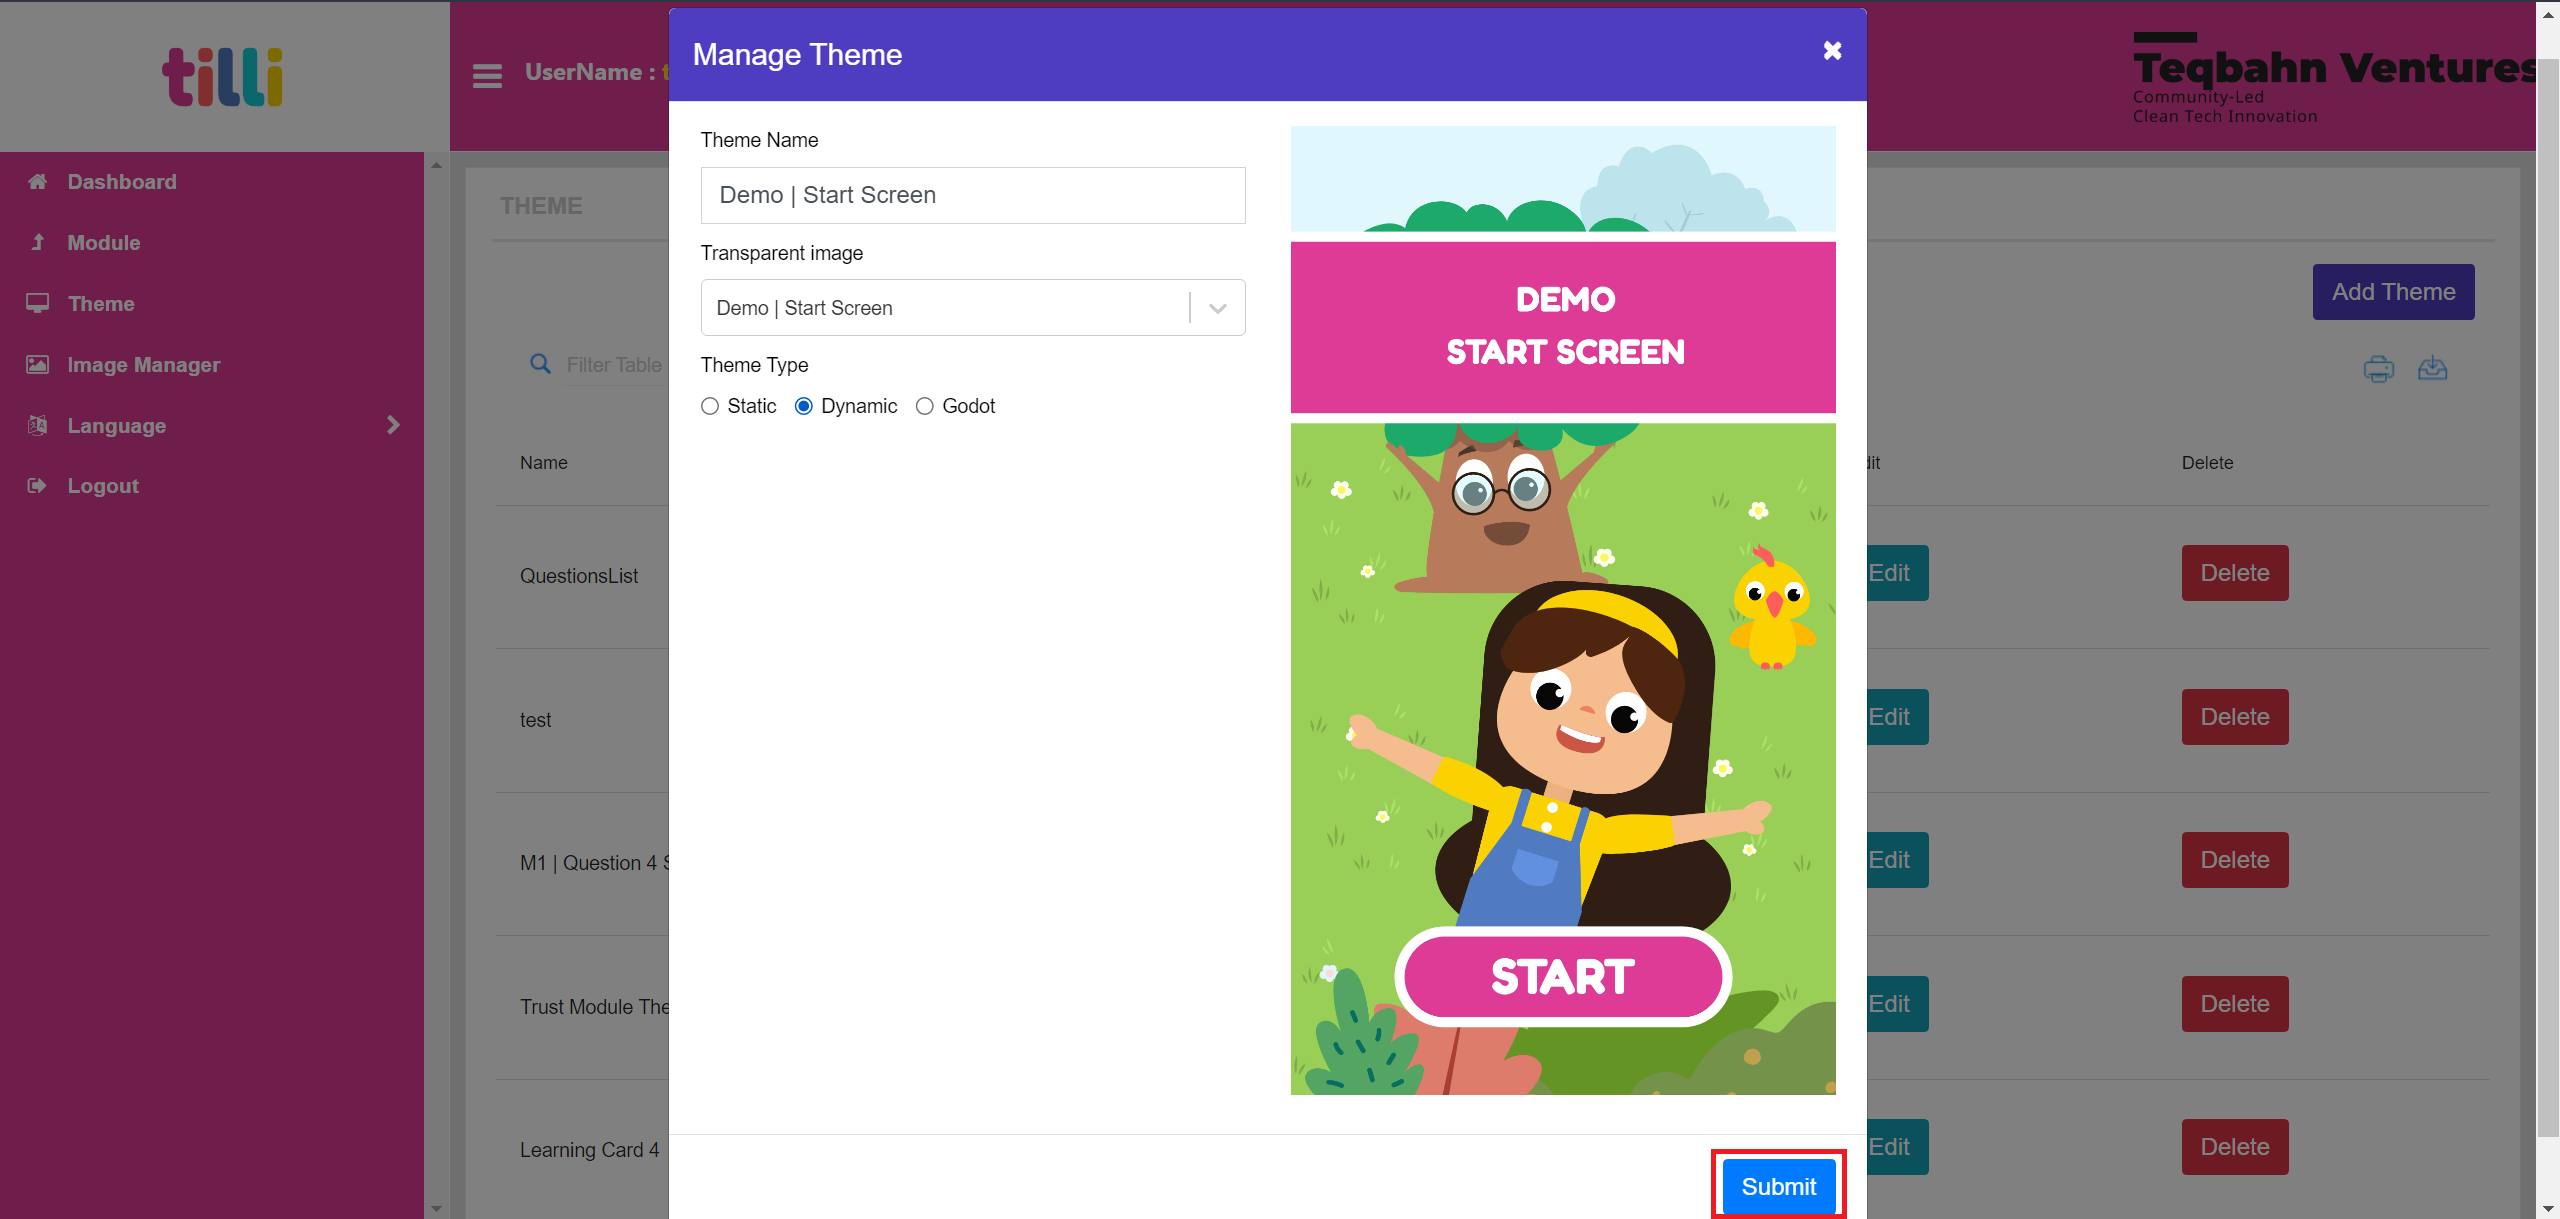 tilli
UserName : t
Teqbahn Ventures
Community-Led
Clean Tech Innovation
Dashboard
Module
Theme
Image Manager
Language
Logout
THEME
Add Theme
Filter Table
Name
dit
Delete
QuestionsList
Edit
Delete
test
Edit
Delete
M1 | Question 4 S
Edit
Delete
Trust Module The
Edit
Delete
Learning Card 4
Edit
Delete
Manage Theme
Theme Name
Demo | Start Screen
Transparent image
Demo | Start Screen
Theme Type
Static
Dynamic
Godot
DEMO
START SCREEN
START
Submit